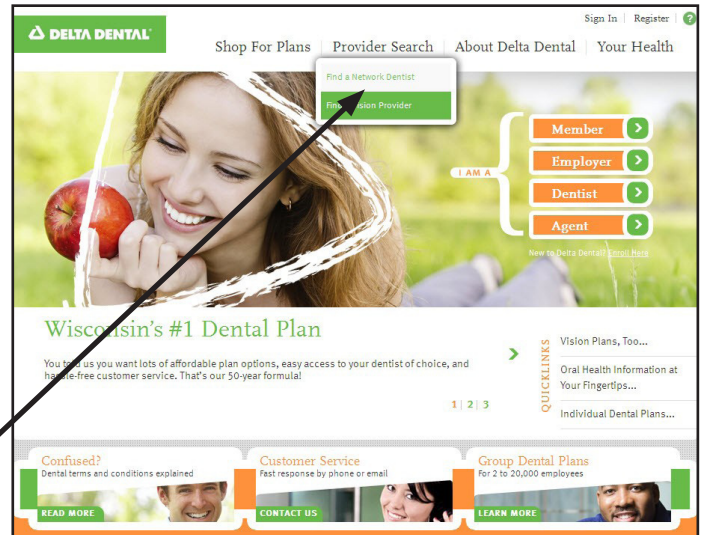 Sign In | Register | ?
DELTA DENTAL
Shop For Plans | Provider Search | About Delta Dental | Your Health
Find a Network Dentist
Vision Provider
I AM A
Member
Employer
Dentist
Agent
New to Delta Dental? Enroll Here
Wisconsin's #1 Dental Plan
You told us you want lots of affordable plan options, easy access to your dentist of choice, and
hassle-free customer service. That's our 50-year formula!
1 | 2 | 3
QUICKLINKS
Vision Plans, Too...
Oral Health Information at
Your Fingertips...
Individual Dental Plans...
Confused?
Dental terms and conditions explained
READ MORE
Customer Service
Fast response by phone or email
CONTACT US
Group Dental Plans
For 2 to 20,000 employees
LEARN MORE